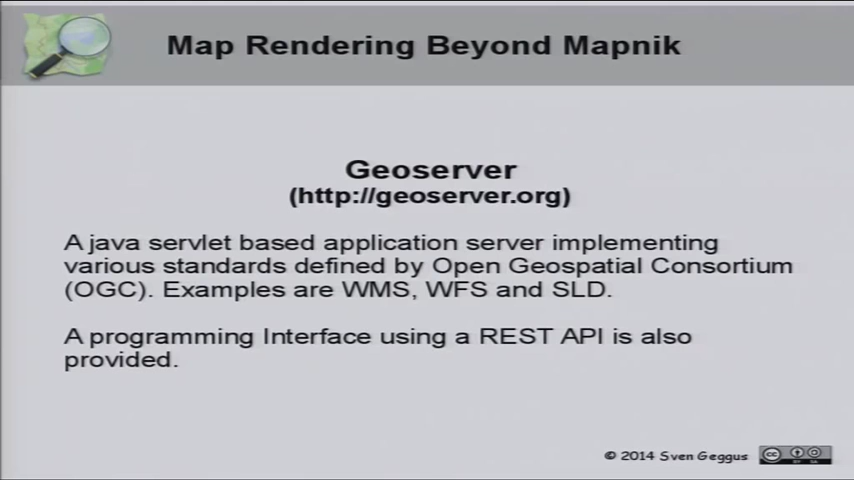 Map Rendering Beyond Mapnik
Geoserver
(http://geoserver.org)
A java servlet based application server implementing
various standards defined by Open Geospatial Consortium
(OGC). Examples are WMS, WFS and SLD.
A programming Interface using a REST API is also
provided.
© 2014 Sven Geggus